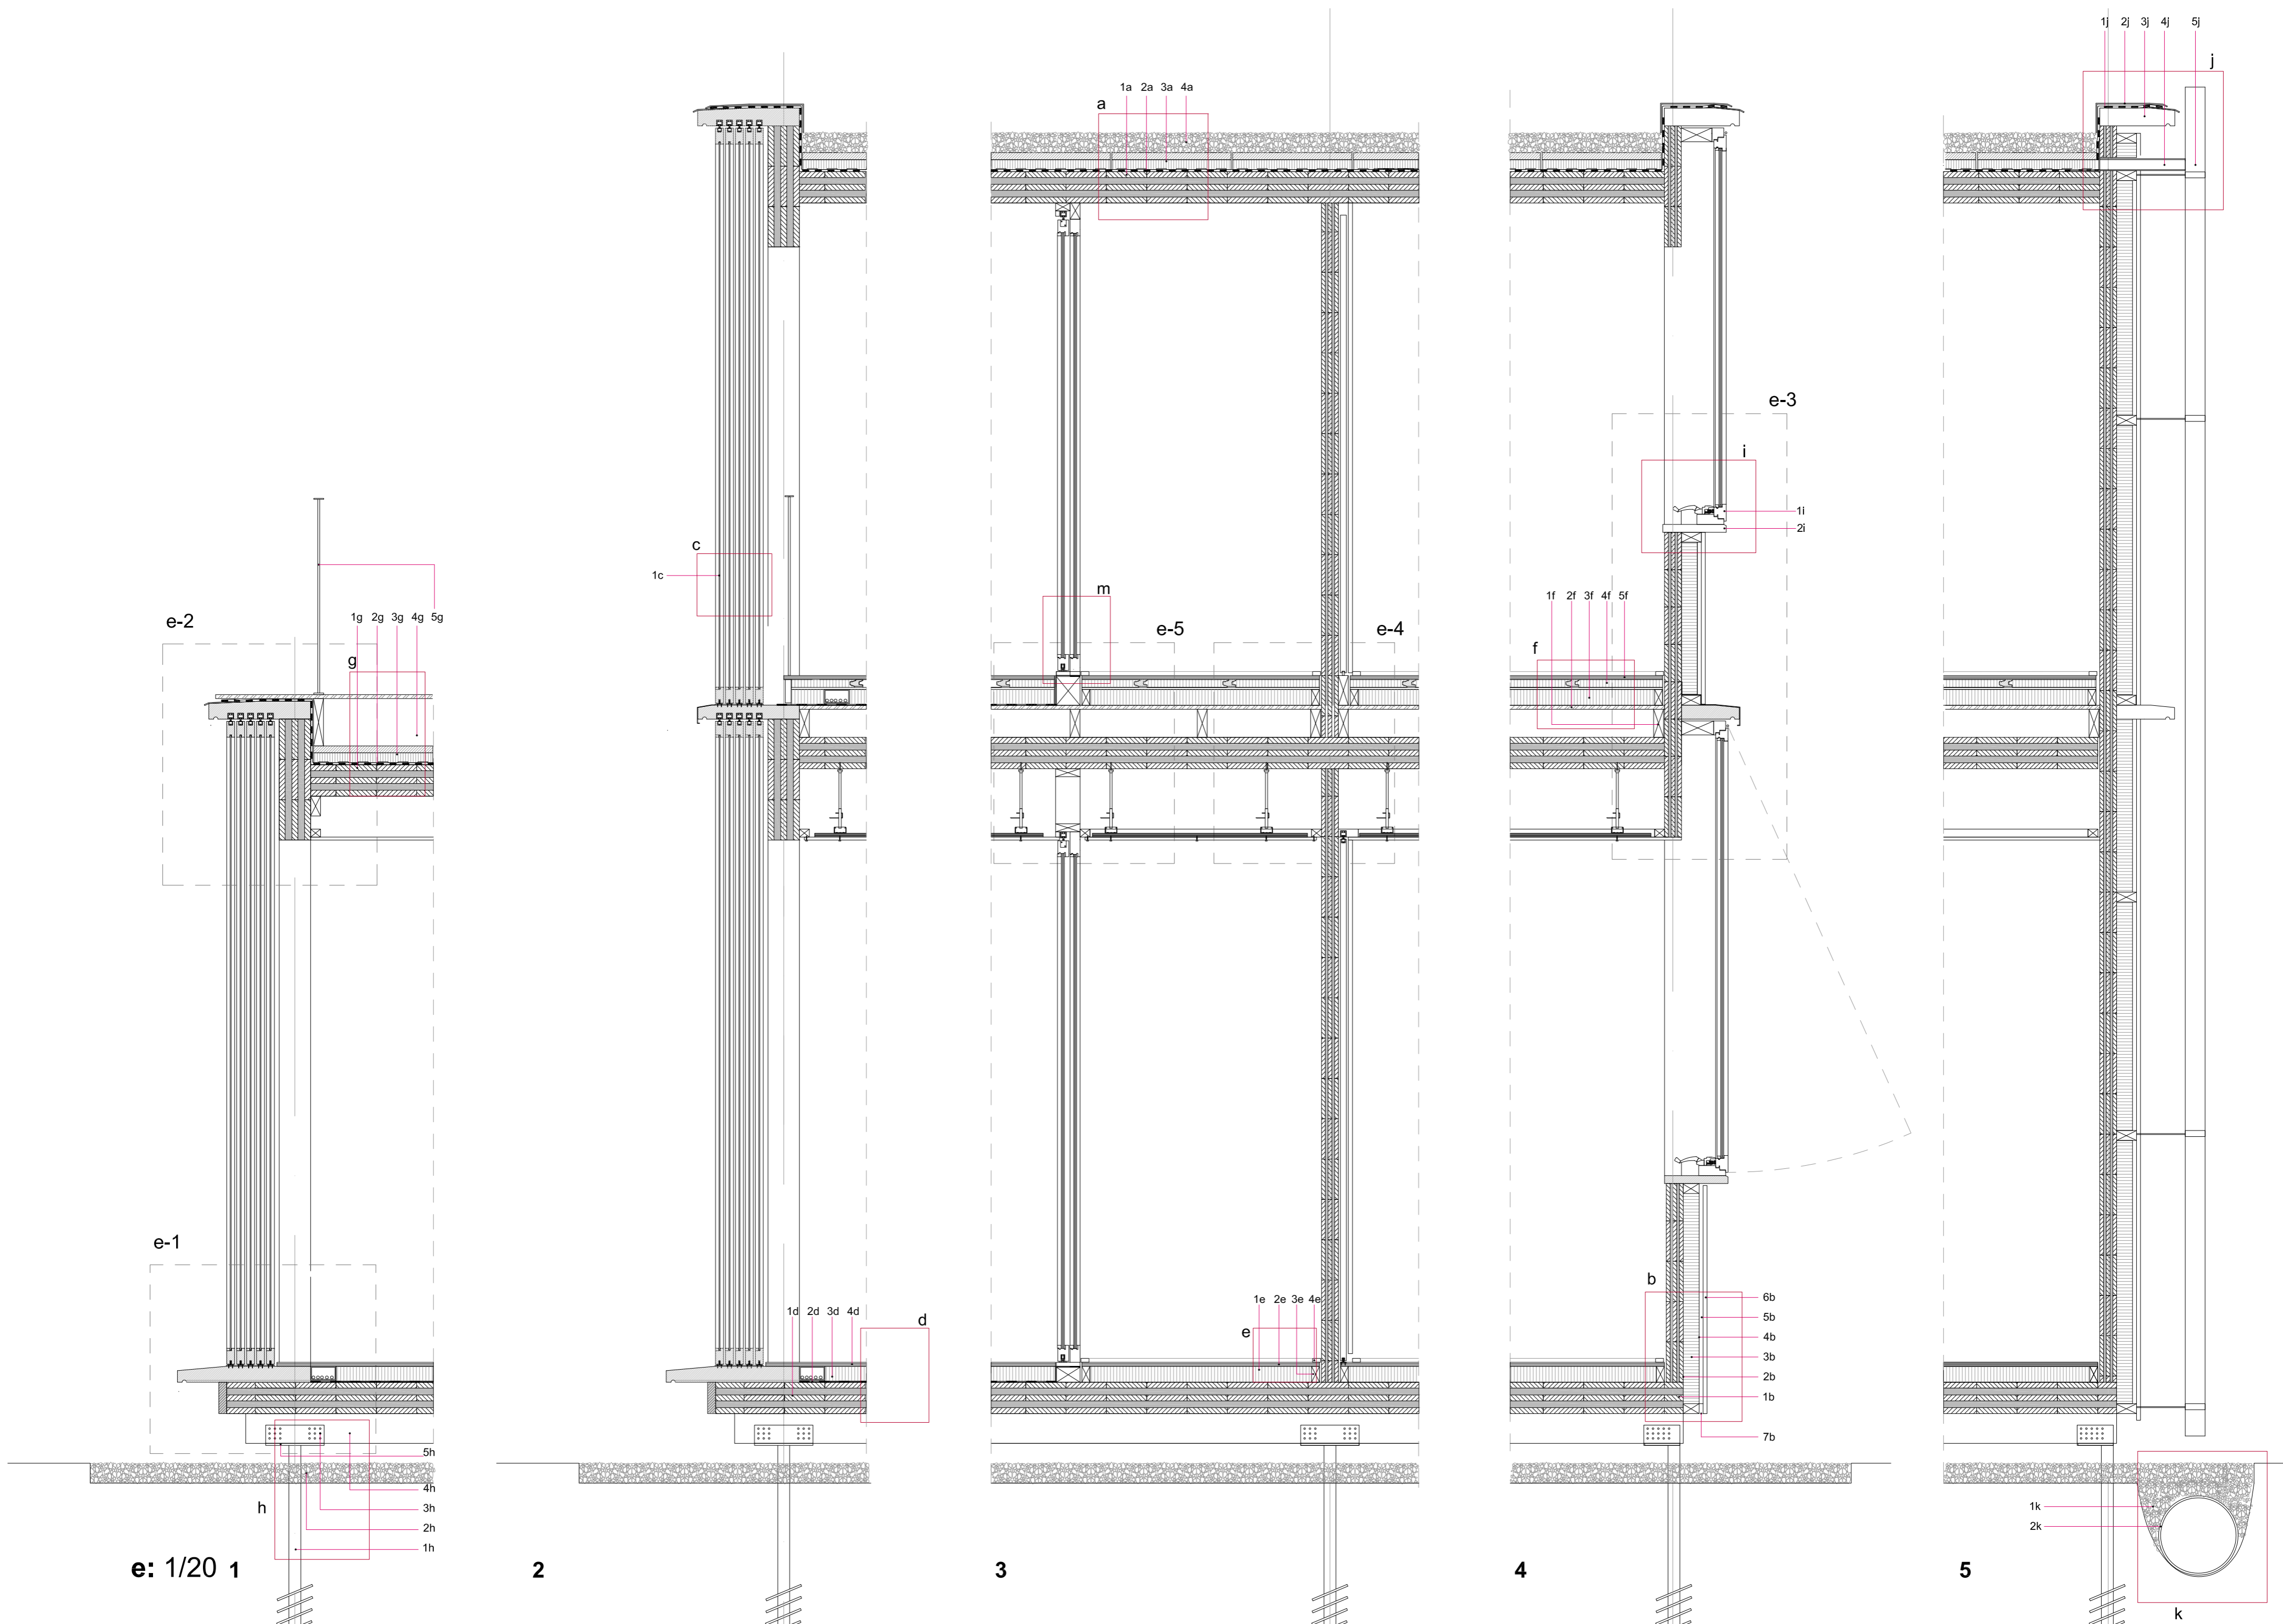 1j 2j 3j 4j 5j
j
1a 2a 3a 4a
a
e-3
i
1i
2i
c
1c
m
e-5
e-4
1f 2f 3f 4f 5f
f
e-2
1g 2g 3g 4g 5g
g
e-1
1d 2d 3d 4d
d
1e 2e 3e 4e
e
b
6b
5b
4b
3b
2b
1b
7b
5h
4h
3h
2h
1h
h
1k
2k
k
e: 1/20 1
2
3
4
5